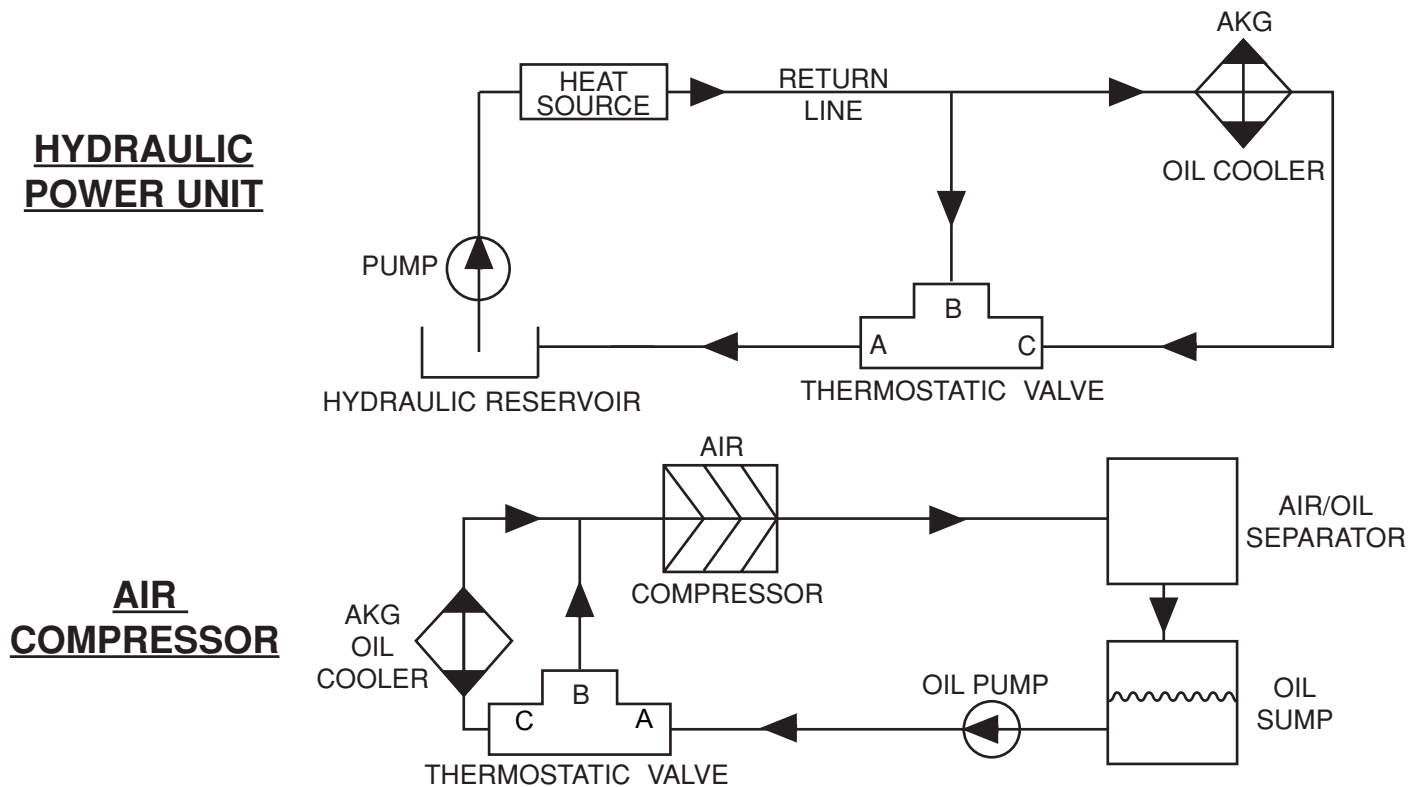 HYDRAULIC
POWER UNIT
HEAT
SOURCE
RETURN
LINE
AKG
OIL COOLER
PUMP
B
A
C
THERMOSTATIC VALVE
HYDRAULIC RESERVOIR
AIR
COMPRESSOR
AIR
COMPRESSOR
AIR/OIL
SEPARATOR
AKG
OIL
COOLER
B
C
A
THERMOSTATIC VALVE
OIL PUMP
OIL
SUMP